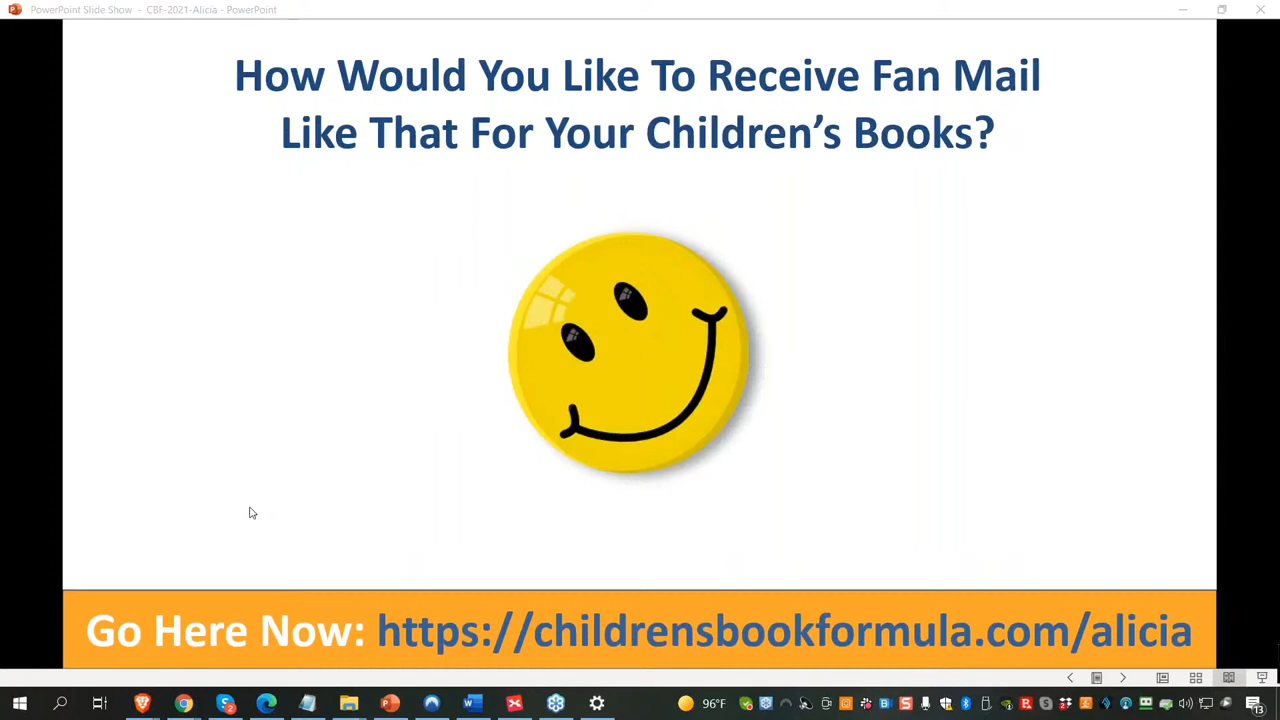 PowerPoint Slide Show - CBF-2021-Alicia - PowerPoint
How Would You Like To Receive Fan Mail
Like That For Your Children’s Books?
Go Here Now: https://childrensbookformula.com/alicia
96°F
13